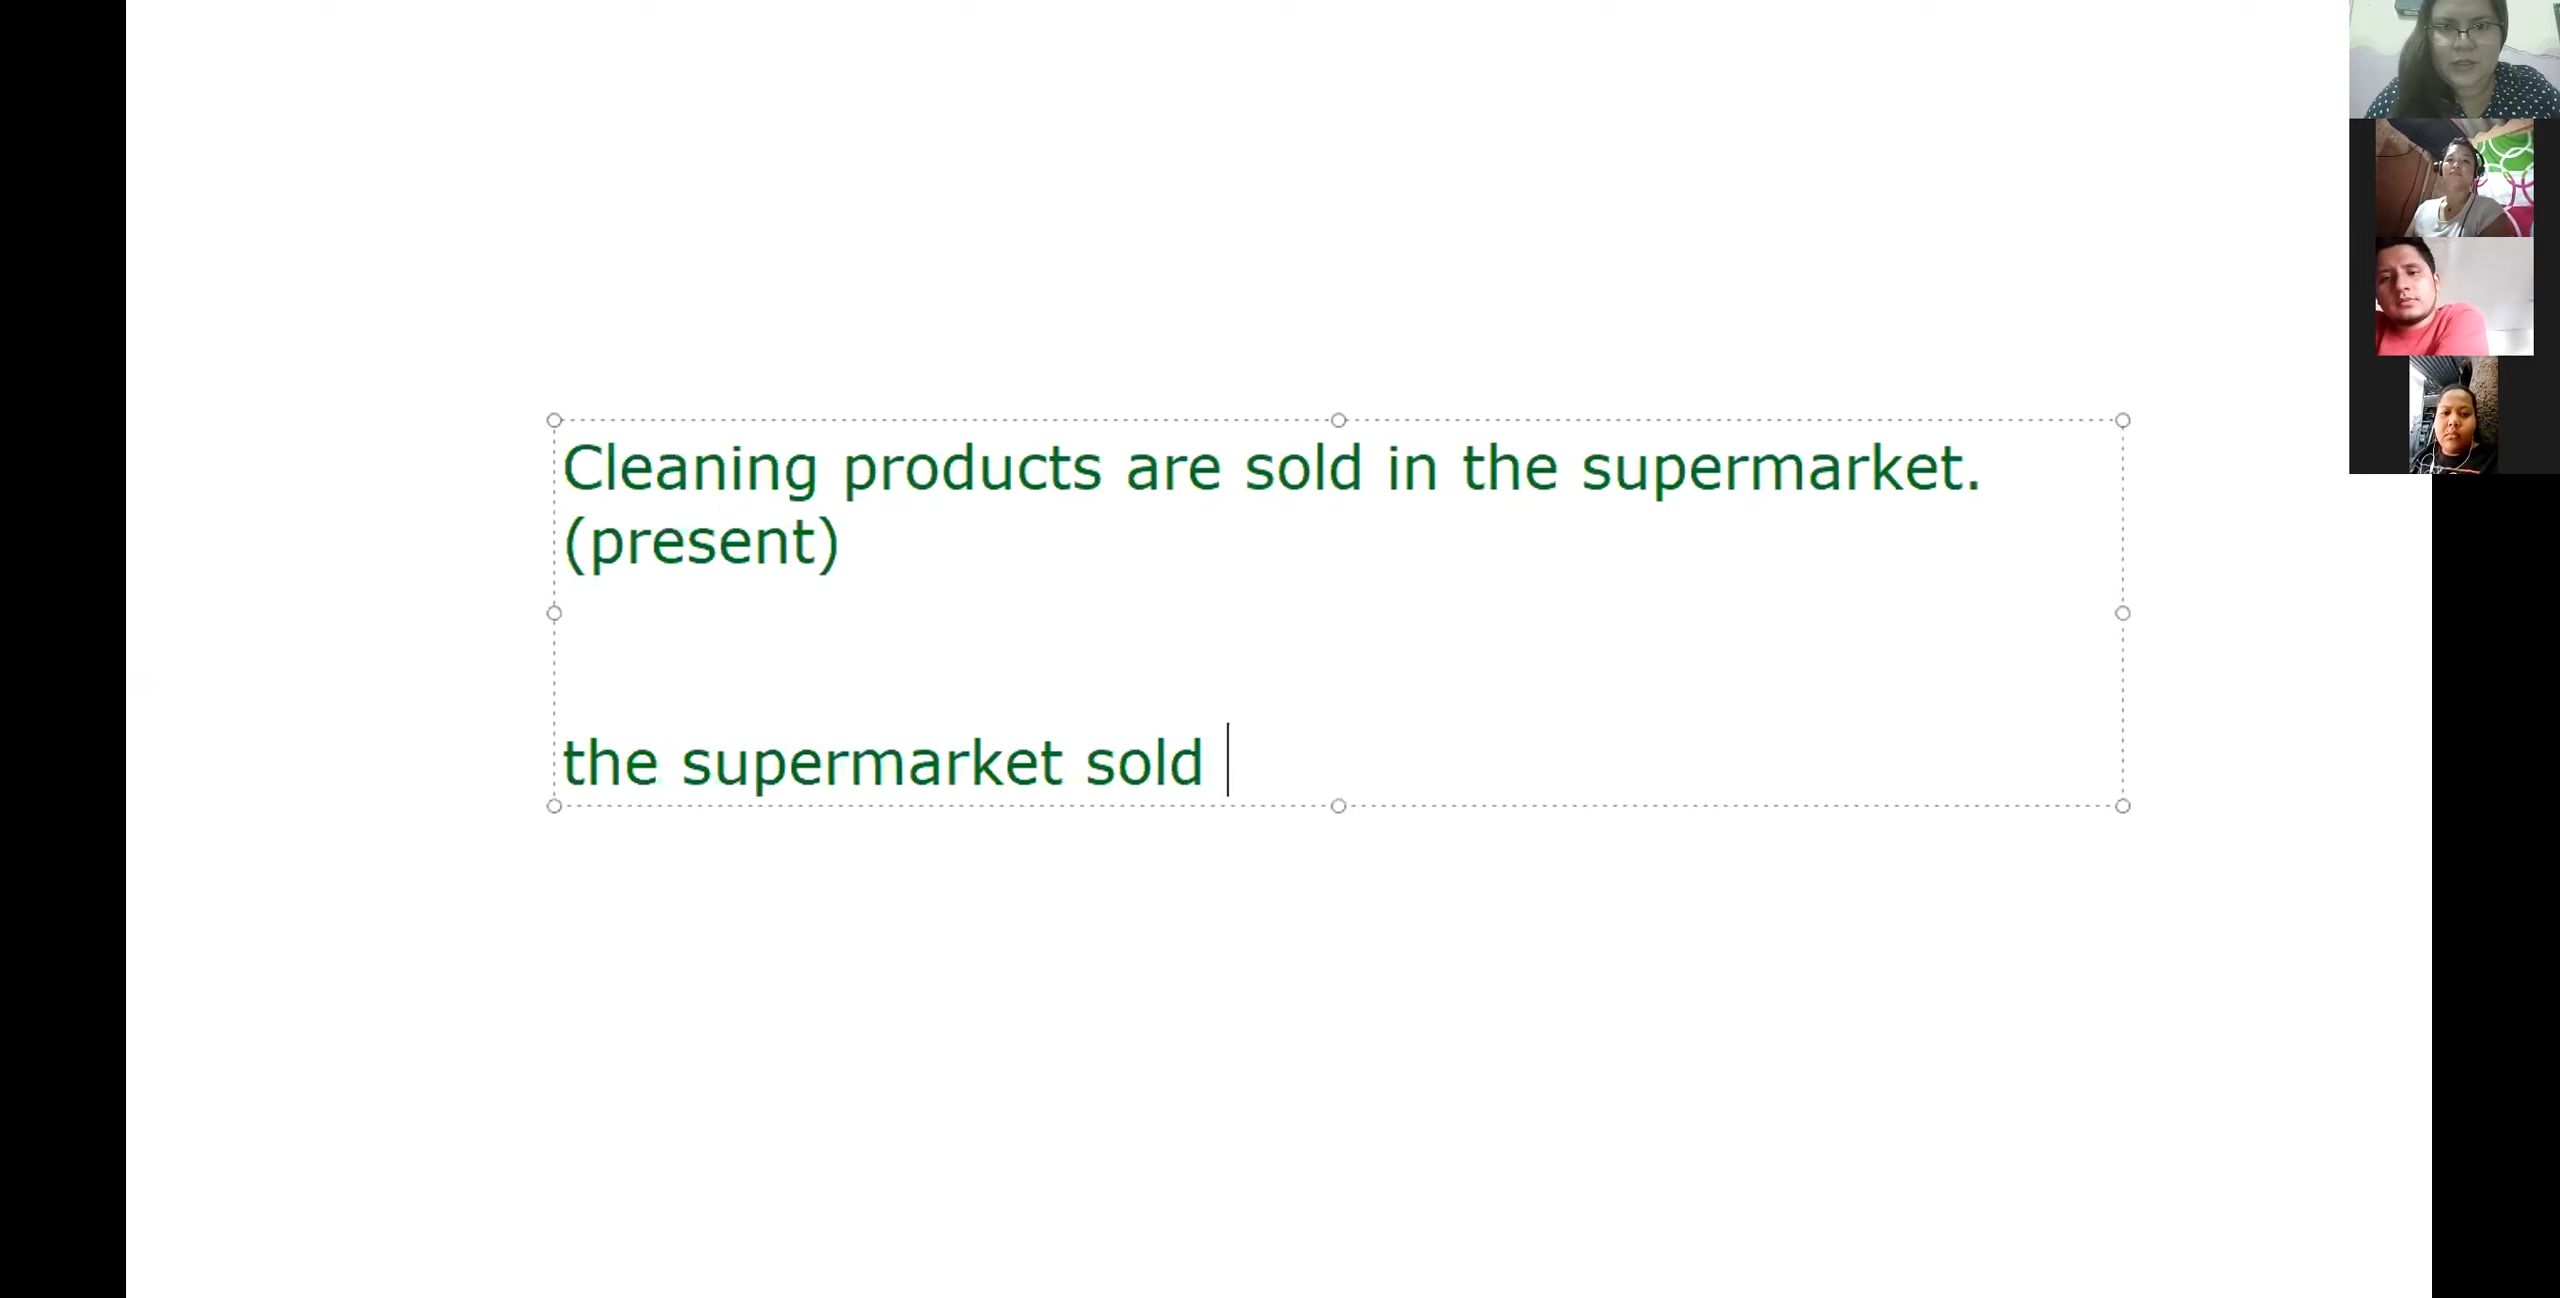 Cleaning products are sold in the supermarket.
(present)
the supermarket sold